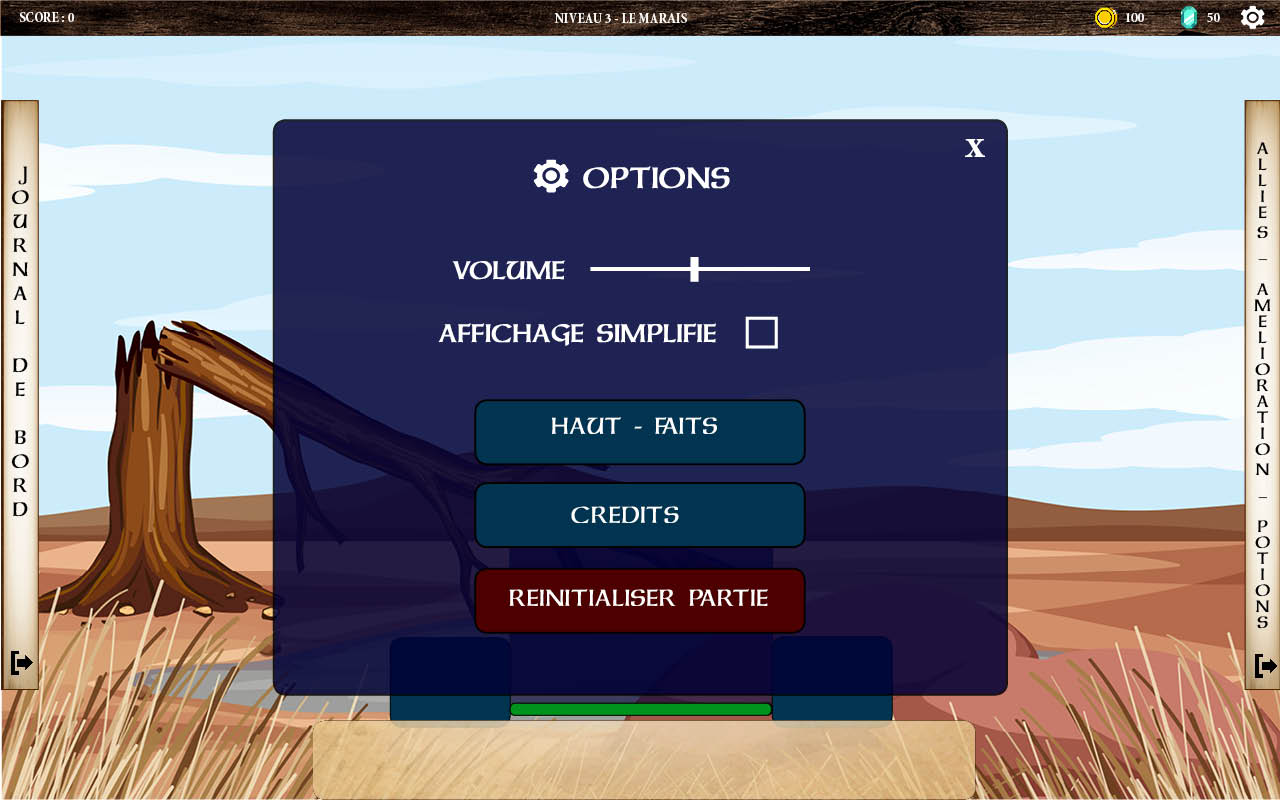 SCORE : 0
NIVEAU 3 - LE MARAIS
100
50
JOURNAL DE BORD
X
OPTIONS
VOLUME
AFFICHAGE SIMPLIFIE
HAUT - FAITS
CREDITS
REINITIALISER PARTIE
ALLIES - AMELIORATION - POTIONS